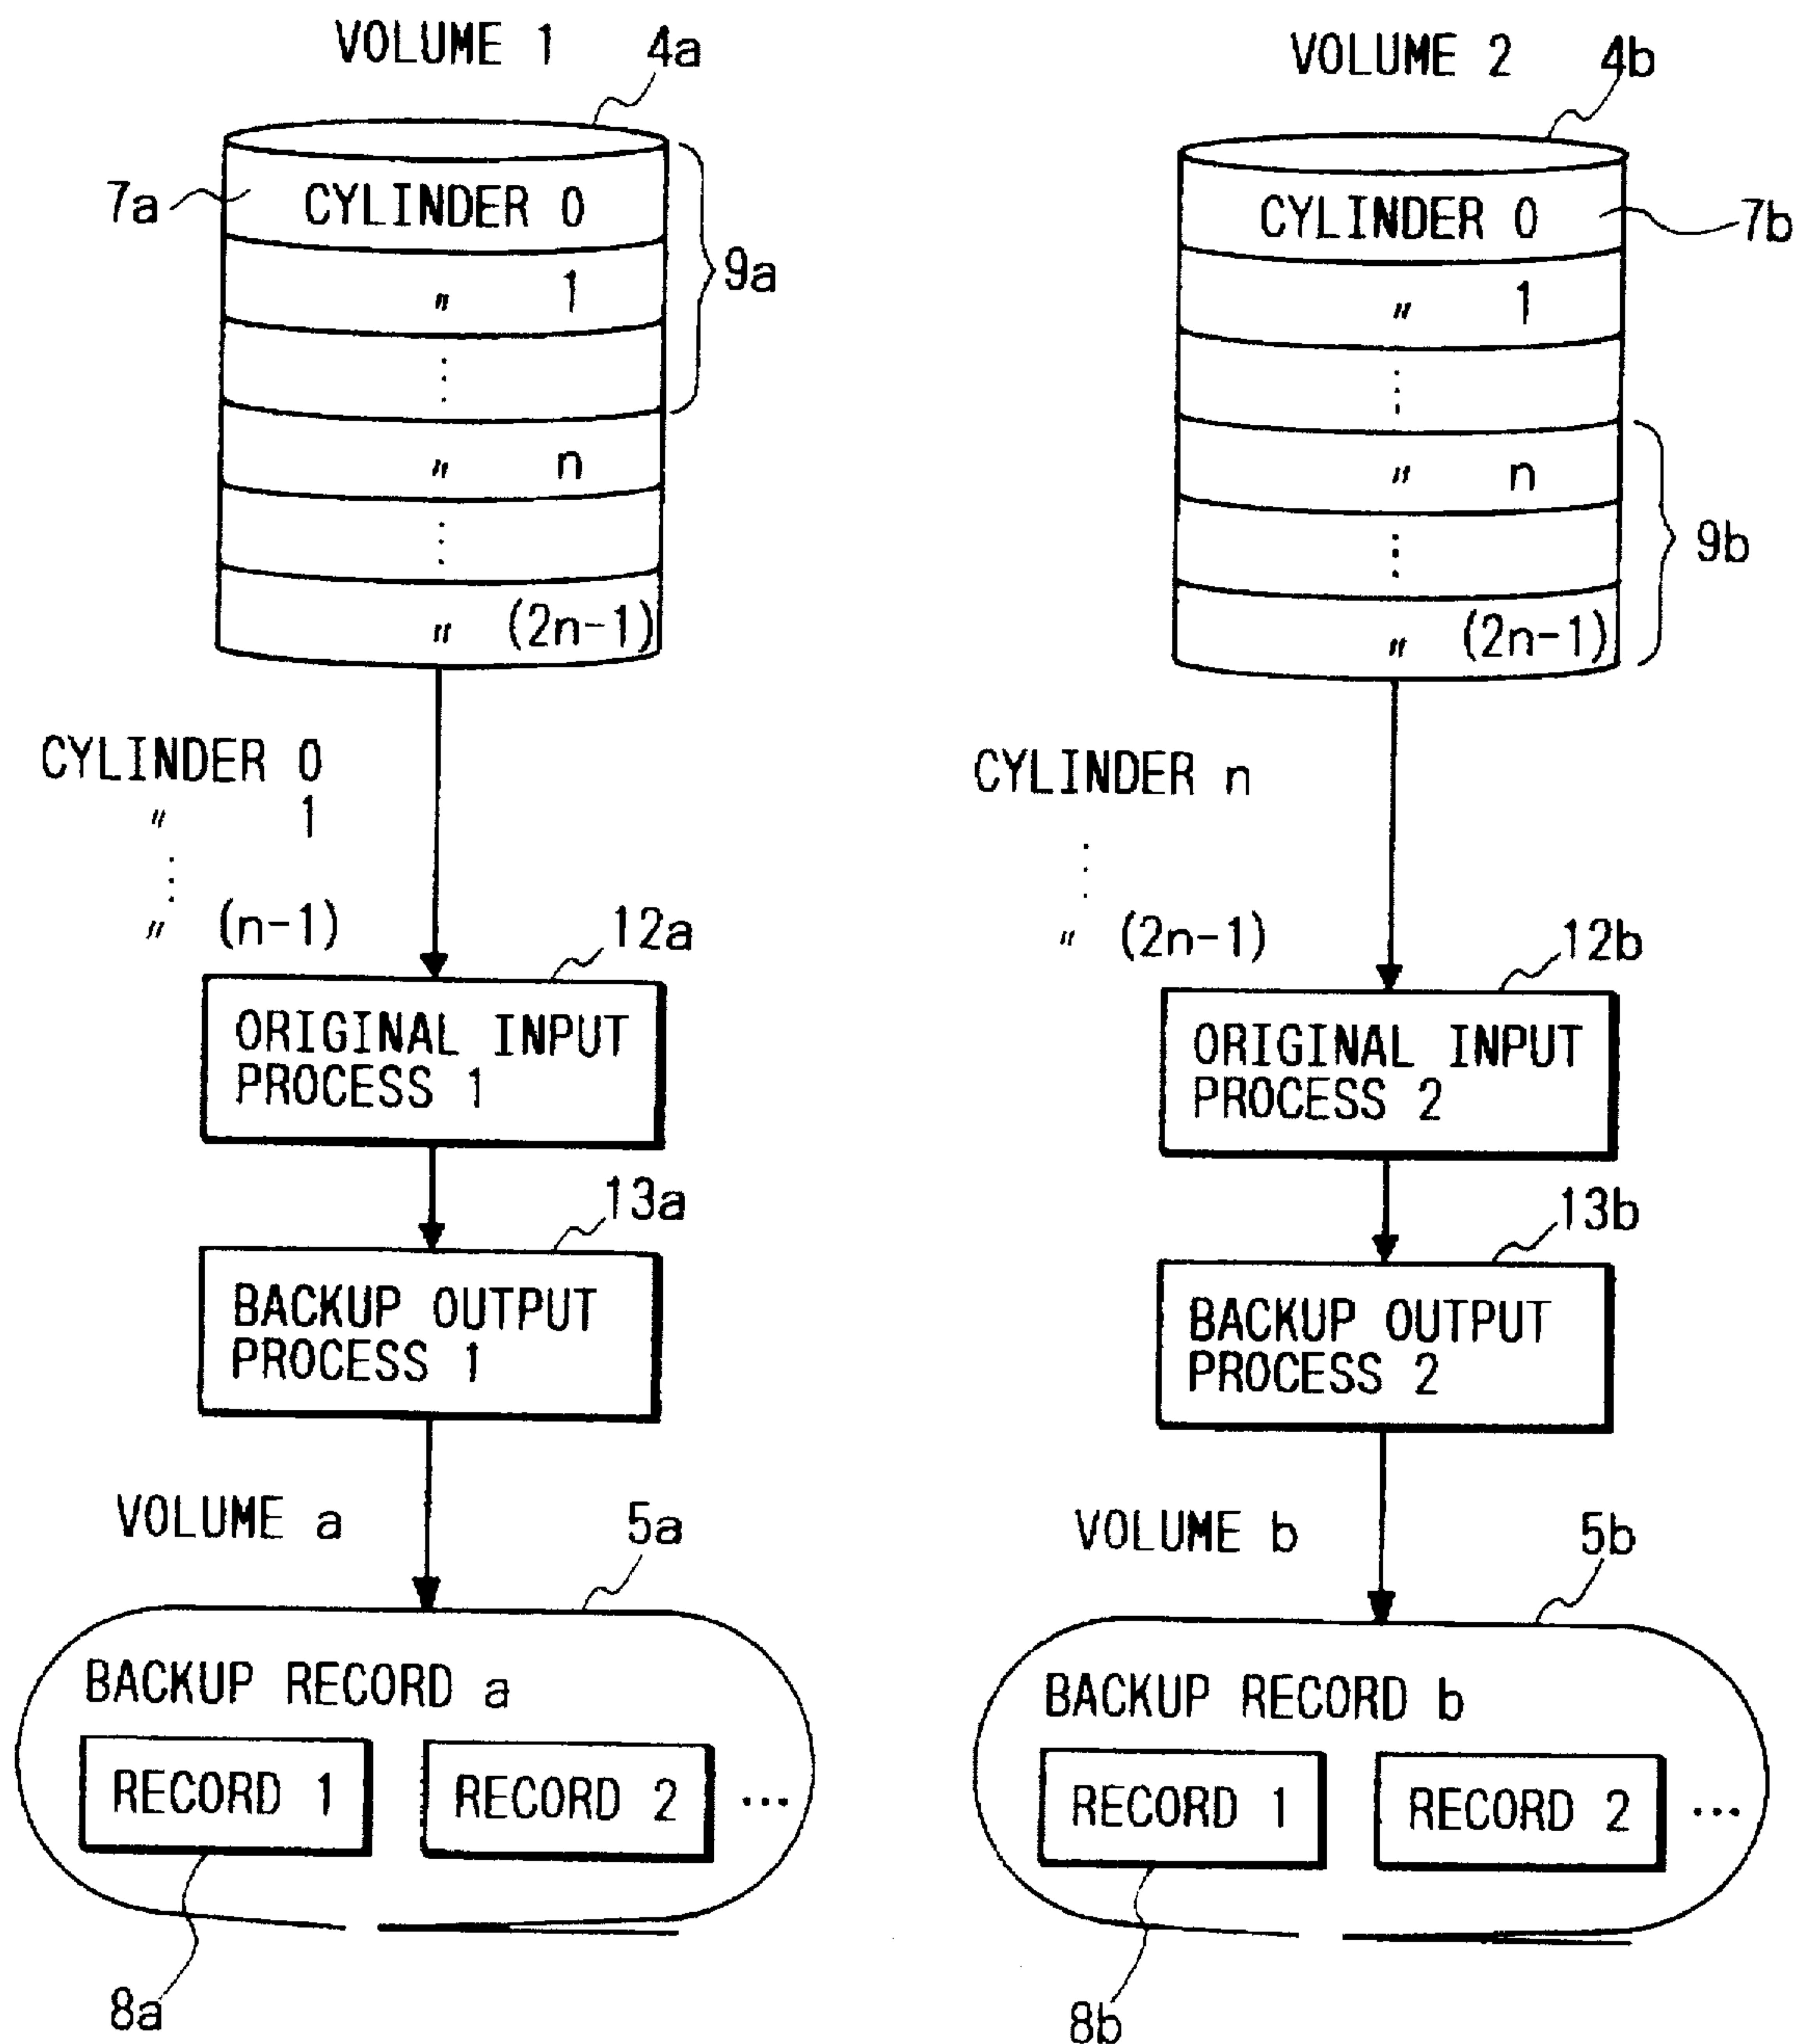 VOLUME 1
4a
7a
CYLINDER 0
〃 1
⋮
〃 n
⋮
〃 (2n-1)
9a
CYLINDER 0
〃 1
⋮
〃 (n-1)
12a
ORIGINAL INPUT
PROCESS 1
13a
BACKUP OUTPUT
PROCESS 1
VOLUME a
5a
BACKUP RECORD a
RECORD 1
RECORD 2
...
8a
VOLUME 2
4b
CYLINDER 0
7b
〃 1
⋮
〃 n
⋮
〃 (2n-1)
9b
CYLINDER n
⋮
〃 (2n-1)
12b
ORIGINAL INPUT
PROCESS 2
13b
BACKUP OUTPUT
PROCESS 2
VOLUME b
5b
BACKUP RECORD b
RECORD 1
RECORD 2
...
8b